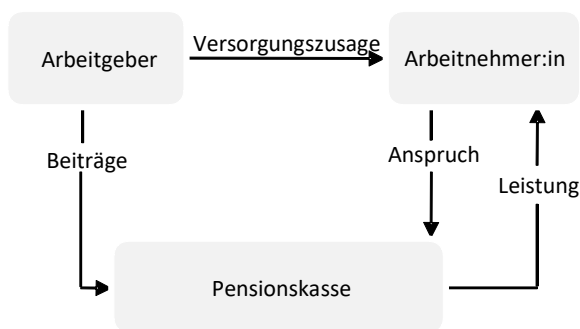 Versorgungszusage
Arbeitgeber
Arbeitnehmer:in
Beiträge
Anspruch
Leistung
Pensionskasse